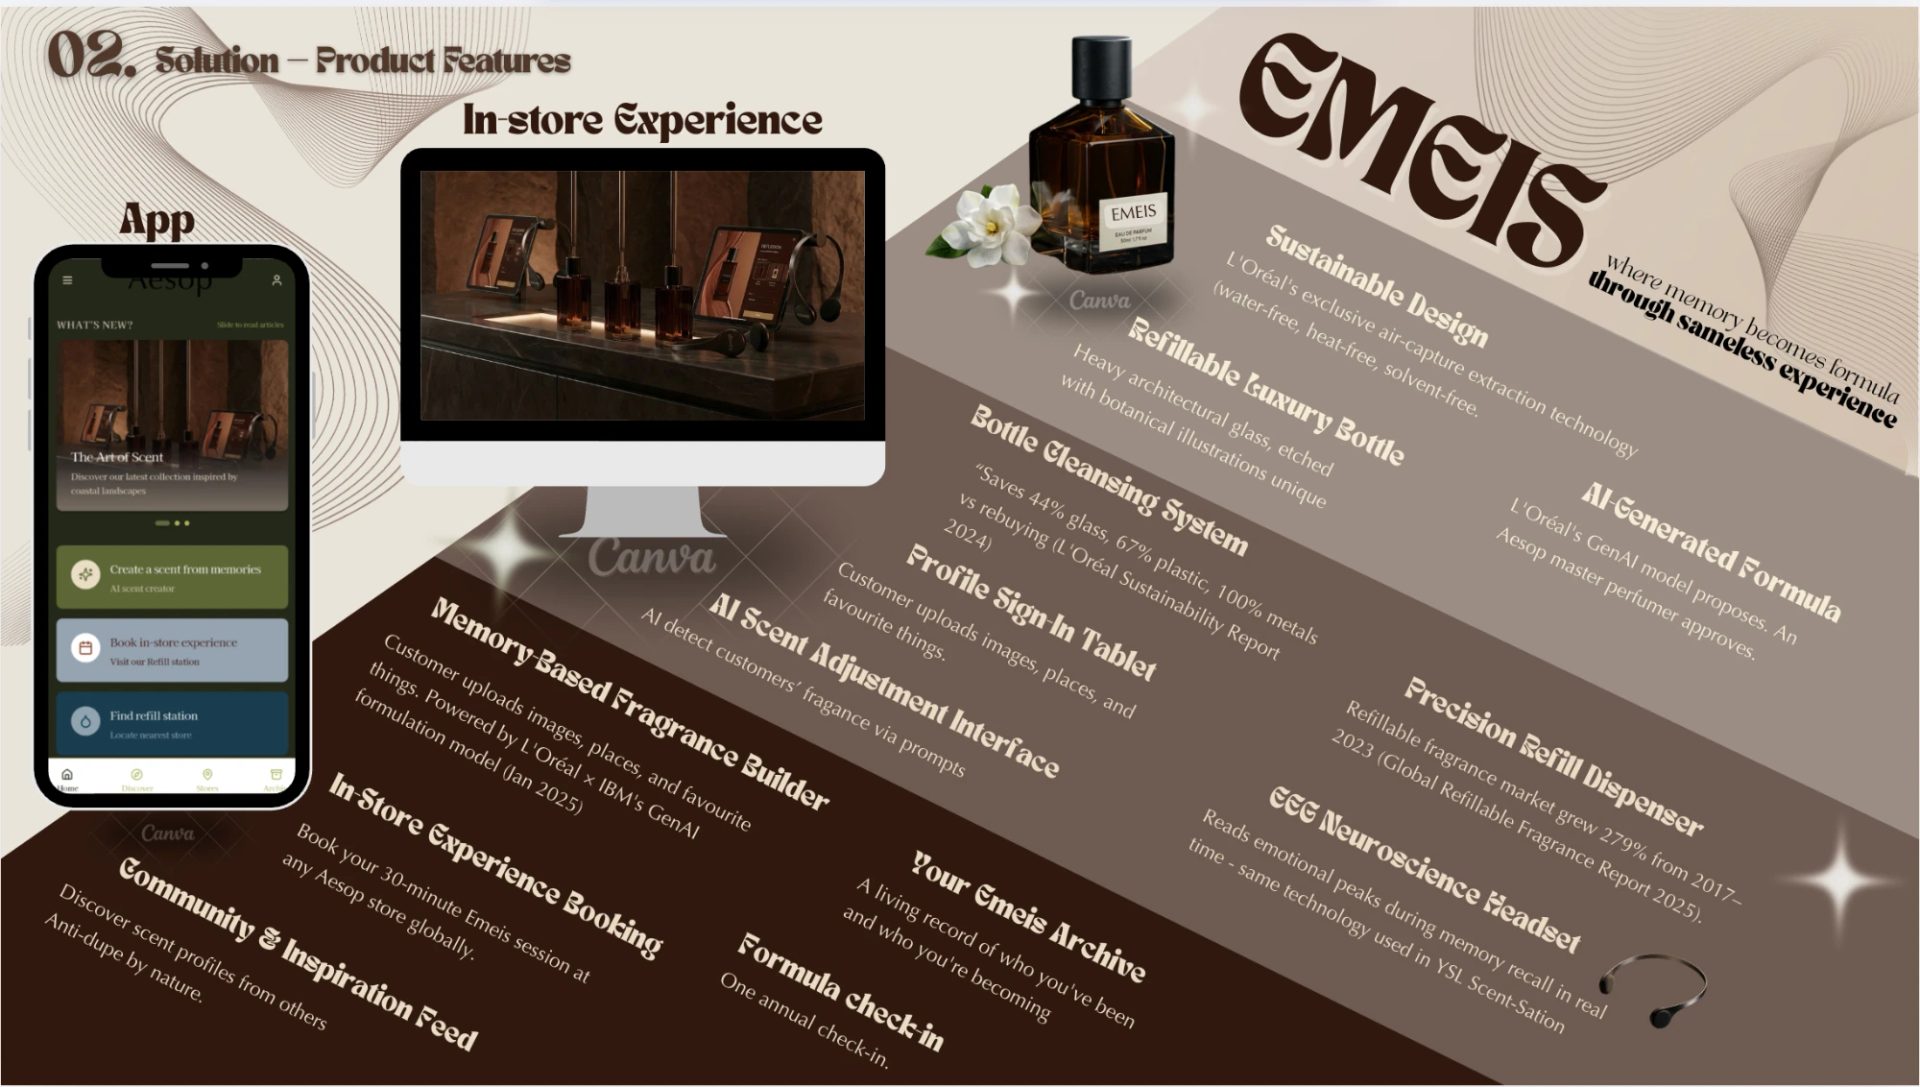 02. Solution — Product Features
In-store Experience
App
Aesop
WHAT'S NEW?
Slide to read articles
The Art of Scent
Discover our latest collection inspired by
coastal landscapes
Create a scent from memories
AI scent creator
Book in-store experience
Visit our Refill station
Find refill station
Locate nearest store
Home
Discover
Stores
Canva
Canva
EMEIS
EAU DE PARFUM
Canva
EMEIS
where memory becomes formula
through sameless experience
Sustainable Design
L'Oréal's exclusive air-capture extraction technology
(water-free, heat-free, solvent-free.
Refillable Luxury Bottle
Heavy architectural glass, etched
with botanical illustrations unique
AI-Generated Formula
L'Oréal's GenAI model proposes. An
Aesop master perfumer approves.
Bottle Cleansing System
“Saves 44% glass, 67% plastic, 100% metals
vs rebuying (L'Oréal Sustainability Report
2024)
Profile Sign-In Tablet
Customer uploads images, places, and
favourite things.
AI Scent Adjustment Interface
AI detect customers’ fragance via prompts
Precision Refill Dispenser
Refillable fragrance market grew 279% from 2017–
2023 (Global Refillable Fragrance Report 2025).
EEG Neuroscience Headset
Reads emotional peaks during memory recall in real
time - same technology used in YSL Scent-Sation
Memory-Based Fragrance Builder
Customer uploads images, places, and favourite
things. Powered by L'Oréal × IBM's GenAI
formulation model (Jan 2025)
In-Store Experience Booking
Book your 30-minute Emeis session at
any Aesop store globally.
Community & Inspiration Feed
Discover scent profiles from others
Anti-dupe by nature.
Your Emeis Archive
A living record of who you've been
and who you're becoming
Formula check-in
One annual check-in.